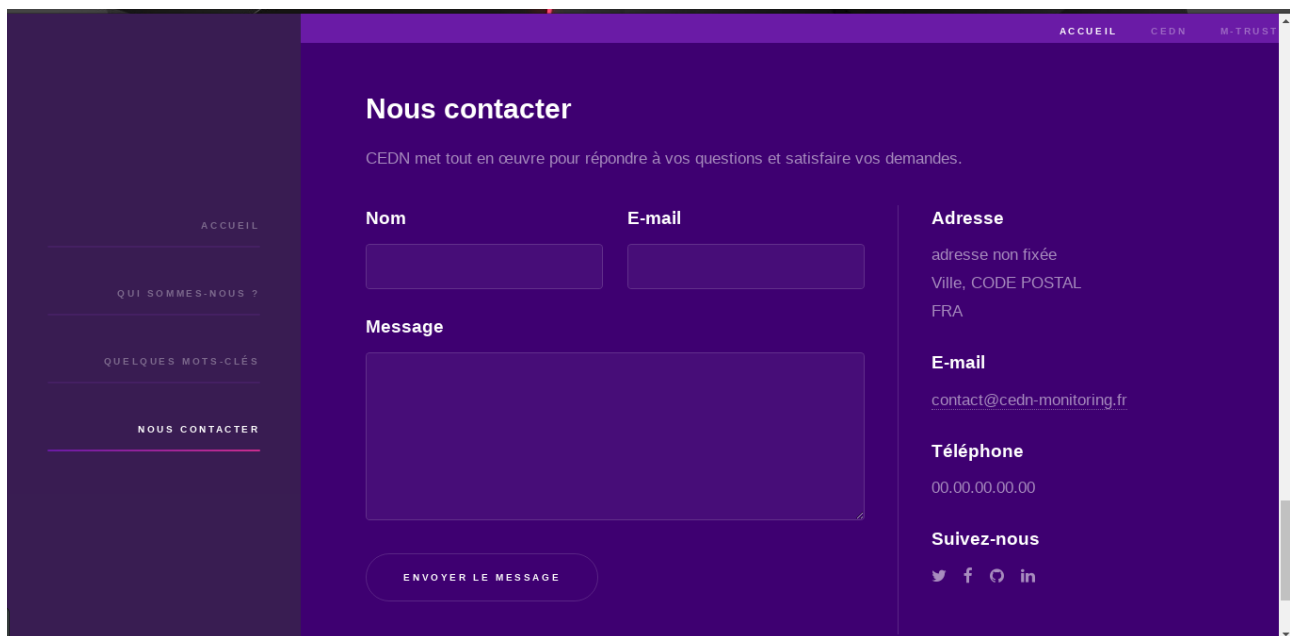 ACCUEIL
CEDN
M-TRUST
ACCUEIL
QUI SOMMES-NOUS ?
QUELQUES MOTS-CLÉS
NOUS CONTACTER
Nous contacter
CEDN met tout en œuvre pour répondre à vos questions et satisfaire vos demandes.
Nom
E-mail
Message
ENVOYER LE MESSAGE
Adresse
adresse non fixée
Ville, CODE POSTAL
FRA
E-mail
contact@cedn-monitoring.fr
Téléphone
00.00.00.00.00
Suivez-nous